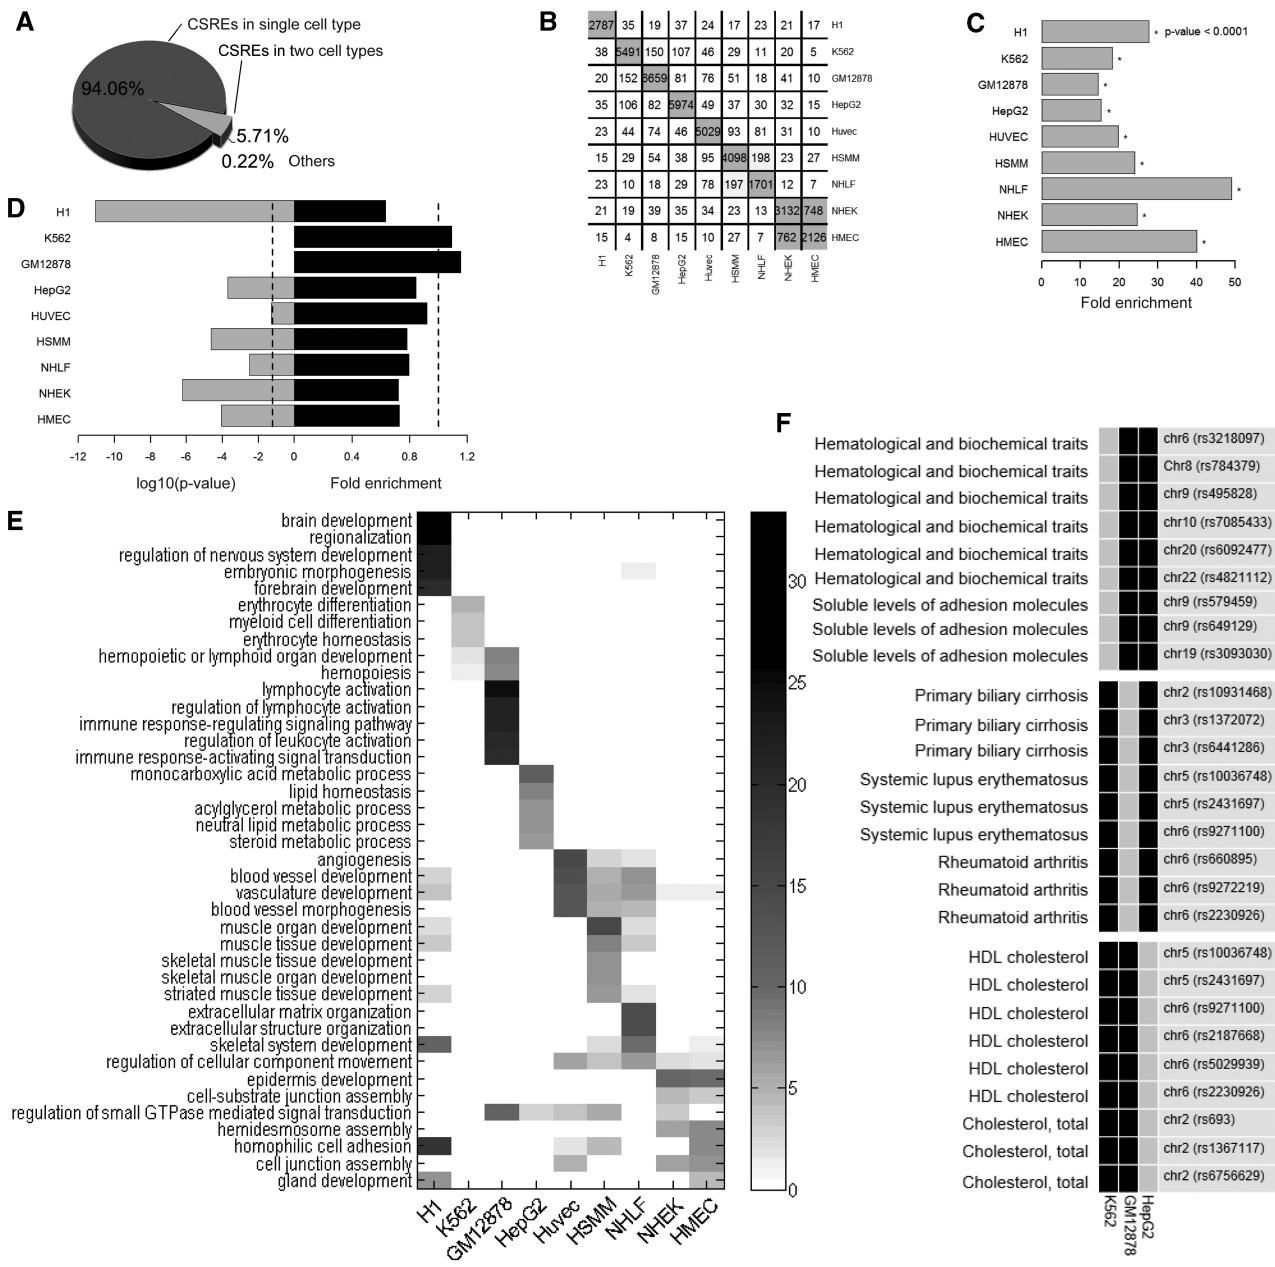 A
CSREs in single cell type
CSREs in two cell types
94.06%
5.71%
0.22% Others
B
2787 35 19 37 24 17 23 21 17 H1
38 5491 150 107 46 29 11 20 5 K562
20 152 6659 81 76 51 18 41 10 GM12878
35 106 82 5974 49 37 30 32 15 HepG2
23 44 74 46 5029 93 81 31 10 Huvec
15 29 54 38 95 4098 198 23 27 HSMM
23 10 18 29 78 197 1701 12 7 NHLF
21 19 39 35 34 23 13 3132 748 NHEK
15 4 8 15 10 27 7 762 2126 HMEC
H1 K562 GM12878 HepG2 Huvec HSMM NHLF NHEK HMEC
C
H1 * p-value < 0.0001
K562 *
GM12878 *
HepG2 *
HUVEC *
HSMM *
NHLF *
NHEK *
HMEC *
0 10 20 30 40 50
Fold enrichment
D
H1
K562
GM12878
HepG2
HUVEC
HSMM
NHLF
NHEK
HMEC
-12 -10 -8 -6 -4 -2 0 0.4 0.8 1.2
log10(p-value) Fold enrichment
E
brain development
regionalization
regulation of nervous system development
embryonic morphogenesis
forebrain development
erythrocyte differentiation
myeloid cell differentiation
erythrocyte homeostasis
hemopoietic or lymphoid organ development
hemopoiesis
lymphocyte activation
regulation of lymphocyte activation
immune response-regulating signaling pathway
regulation of leukocyte activation
immune response-activating signal transduction
monocarboxylic acid metabolic process
lipid homeostasis
acylglycerol metabolic process
neutral lipid metabolic process
steroid metabolic process
angiogenesis
blood vessel development
vasculature development
blood vessel morphogenesis
muscle organ development
muscle tissue development
skeletal muscle tissue development
skeletal muscle organ development
striated muscle tissue development
extracellular matrix organization
extracellular structure organization
skeletal system development
regulation of cellular component movement
epidermis development
cell-substrate junction assembly
regulation of small GTPase mediated signal transduction
hemidesmosome assembly
homophilic cell adhesion
cell junction assembly
gland development
H1 K562 GM12878 HepG2 Huvec HSMM NHLF NHEK HMEC
30
25
20
15
10
5
0
F
Hematological and biochemical traits chr6 (rs3218097)
Hematological and biochemical traits Chr8 (rs784379)
Hematological and biochemical traits chr9 (rs495828)
Hematological and biochemical traits chr10 (rs7085433)
Hematological and biochemical traits chr20 (rs6092477)
Hematological and biochemical traits chr22 (rs4821112)
Soluble levels of adhesion molecules chr9 (rs579459)
Soluble levels of adhesion molecules chr9 (rs649129)
Soluble levels of adhesion molecules chr19 (rs3093030)
Primary biliary cirrhosis chr2 (rs10931468)
Primary biliary cirrhosis chr3 (rs1372072)
Primary biliary cirrhosis chr3 (rs6441286)
Systemic lupus erythematosus chr5 (rs10036748)
Systemic lupus erythematosus chr5 (rs2431697)
Systemic lupus erythematosus chr6 (rs9271100)
Rheumatoid arthritis chr6 (rs660895)
Rheumatoid arthritis chr6 (rs9272219)
Rheumatoid arthritis chr6 (rs2230926)
HDL cholesterol chr5 (rs10036748)
HDL cholesterol chr5 (rs2431697)
HDL cholesterol chr6 (rs9271100)
HDL cholesterol chr6 (rs2187668)
HDL cholesterol chr6 (rs5029939)
HDL cholesterol chr6 (rs2230926)
Cholesterol, total chr2 (rs693)
Cholesterol, total chr2 (rs1367117)
Cholesterol, total chr2 (rs6756629)
K562 GM12878 HepG2